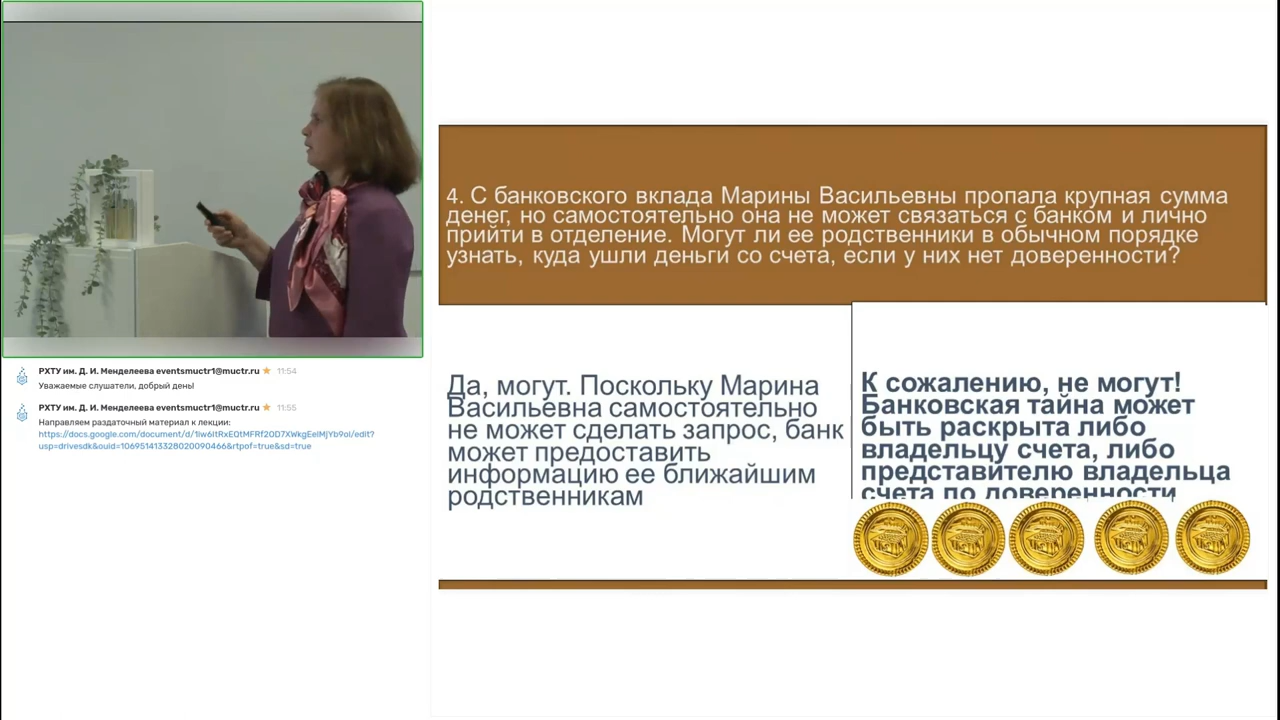 4. С банковского вклада Марины Васильевны пропала крупная сумма
денег, но самостоятельно она не может связаться с банком и лично
прийти в отделение. Могут ли ее родственники в обычном порядке
узнать, куда ушли деньги со счета, если у них нет доверенности?
Да, могут. Поскольку Марина
Васильевна самостоятельно
не может сделать запрос, банк
может предоставить
информацию ее ближайшим
родственникам
К сожалению, не могут!
Банковская тайна может
быть раскрыта либо
владельцу счета, либо
представителю владельца
счета по доверенности
РХТУ им. Д. И. Менделеева eventsmuctr1@muctr.ru 11:54
Уважаемые слушатели, добрый день!
РХТУ им. Д. И. Менделеева eventsmuctr1@muctr.ru 11:55
Направляем раздаточный материал к лекции: